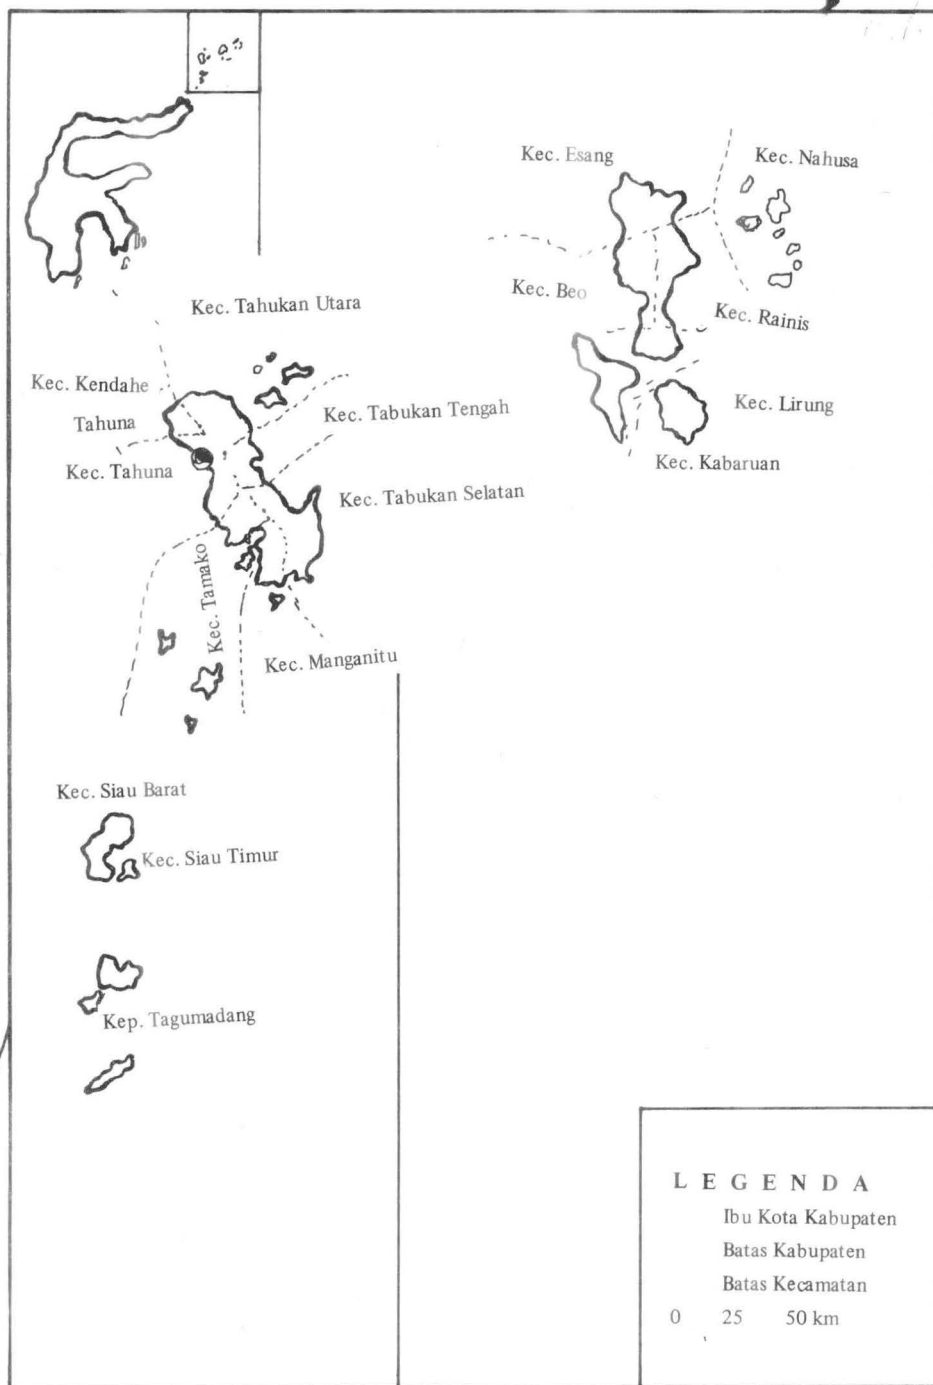 Kec. Esang
Kec. Nahusa
Kec. Beo
Kec. Rainis
Kec. Lirung
Kec. Kabaruan
Kec. Tahukan Utara
Kec. Kendahe
Tahuna
Kec. Tahuna
Kec. Tabukan Tengah
Kec. Tabukan Selatan
Kec. Tamako
Kec. Manganitu
Kec. Siau Barat
Kec. Siau Timur
Kep. Tagumadang
L E G E N D A
Ibu Kota Kabupaten
Batas Kabupaten
Batas Kecamatan
0 25 50 km